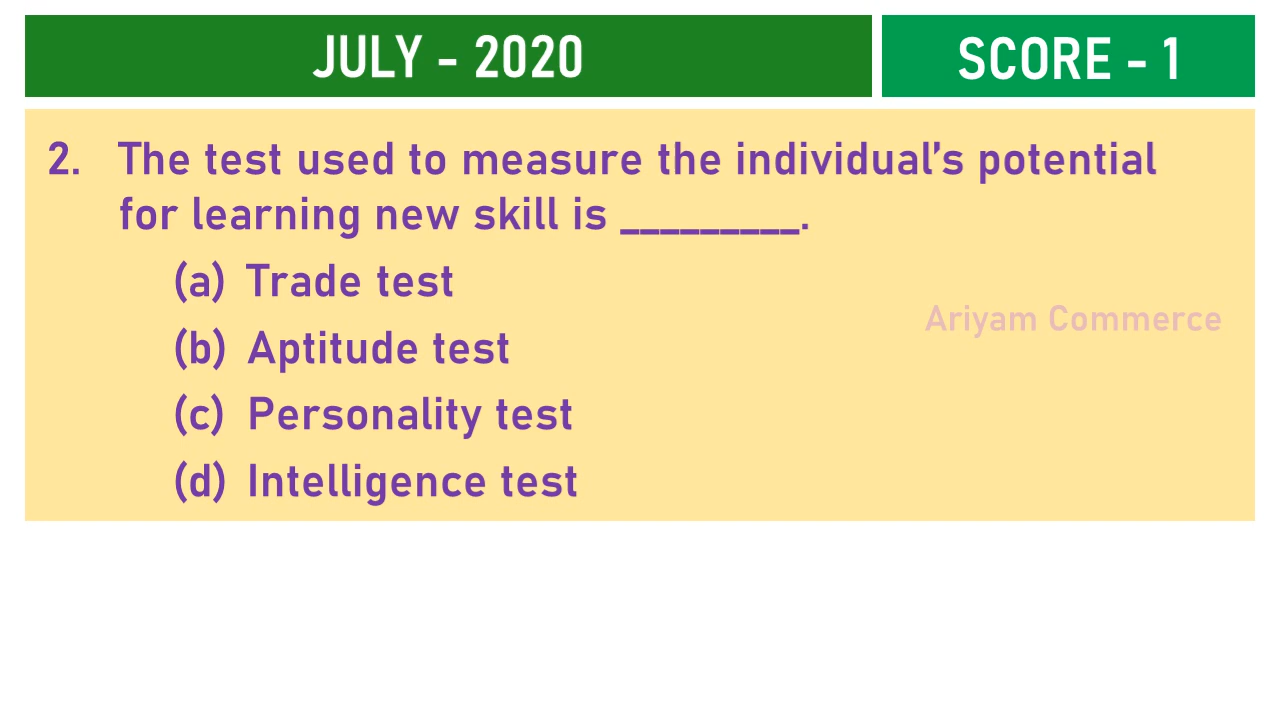 JULY - 2020
SCORE - 1
2. The test used to measure the individual's potential
for learning new skill is _________.
(a) Trade test
Ariyam Commerce
(b) Aptitude test
(c) Personality test
(d) Intelligence test